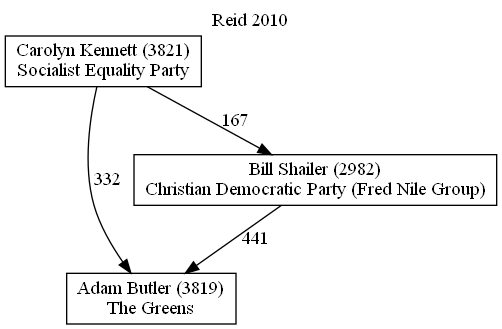 Reid 2010
Carolyn Kennett (3821)
Socialist Equality Party
167
Bill Shailer (2982)
Christian Democratic Party (Fred Nile Group)
332
441
Adam Butler (3819)
The Greens